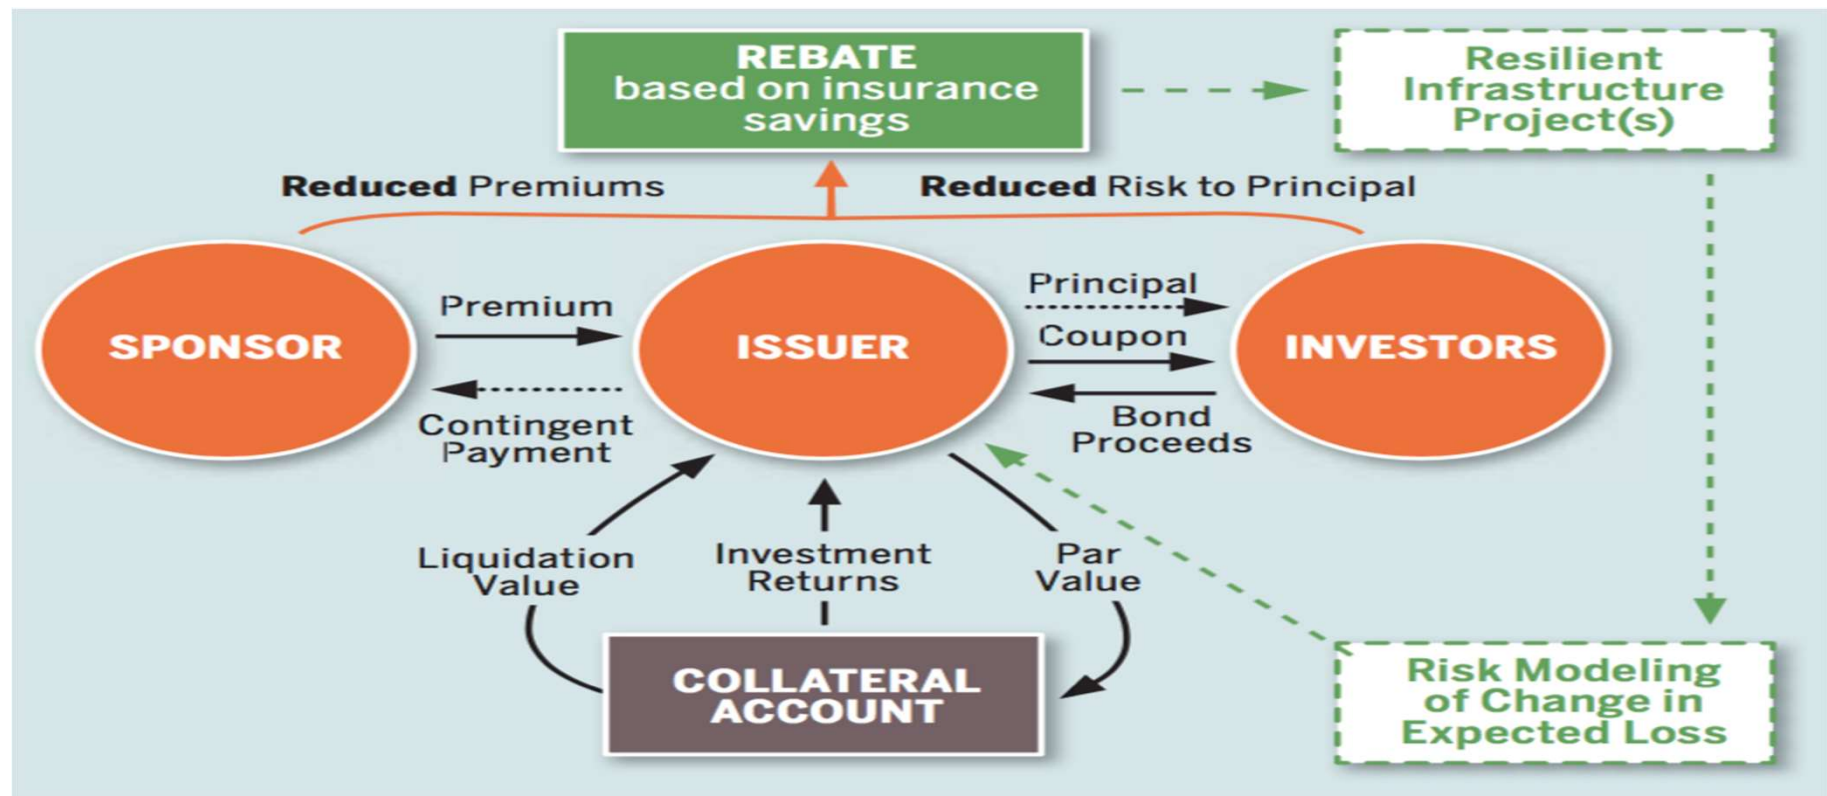 REBATE
based on insurance
savings
Resilient
Infrastructure
Project(s)
Reduced Premiums
Reduced Risk to Principal
SPONSOR
Premium
Contingent
Payment
ISSUER
Principal
Coupon
Bond
Proceeds
INVESTORS
Liquidation
Value
Investment
Returns
Par
Value
COLLATERAL
ACCOUNT
Risk Modeling
of Change in
Expected Loss